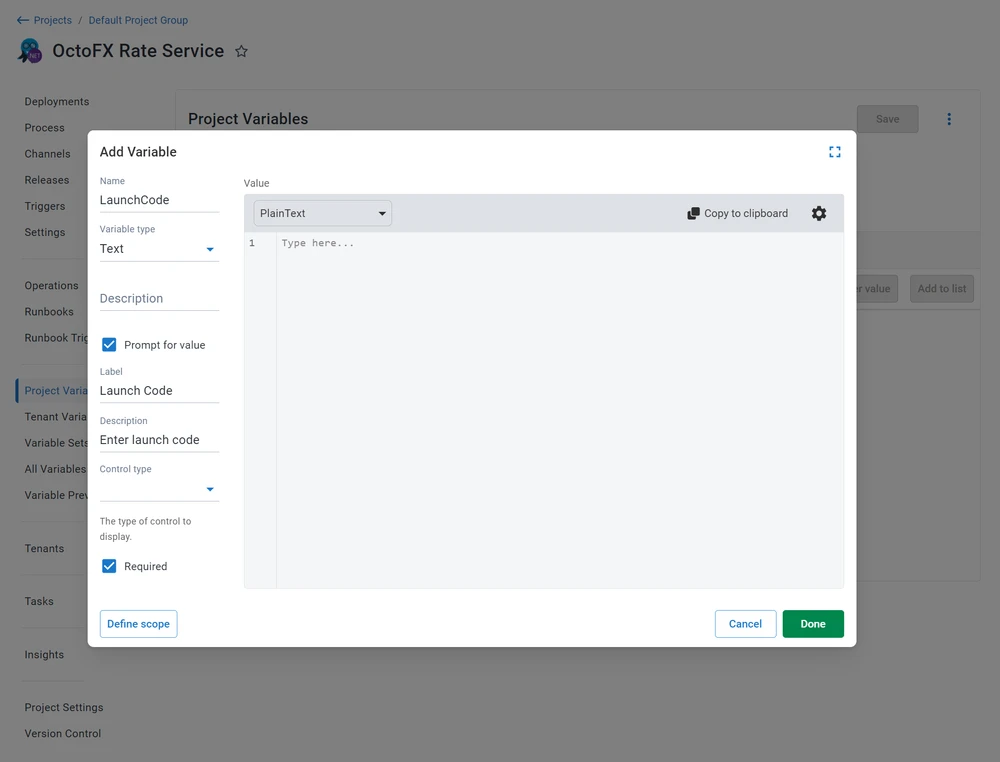 Projects / Default Project Group
OctoFX Rate Service
Deployments
Process
Channels
Releases
Triggers
Settings
Operations
Runbooks
Runbook Trig
Project Varia
Tenant Varia
Variable Sets
All Variables
Variable Prev
Tenants
Tasks
Insights
Project Settings
Version Control
Project Variables
Save
er value
Add to list
Add Variable
Name
LaunchCode
Variable type
Text
Description
Prompt for value
Label
Launch Code
Description
Enter launch code
Control type
The type of control to
display.
Required
Value
PlainText
Copy to clipboard
1 Type here...
Define scope
Cancel
Done